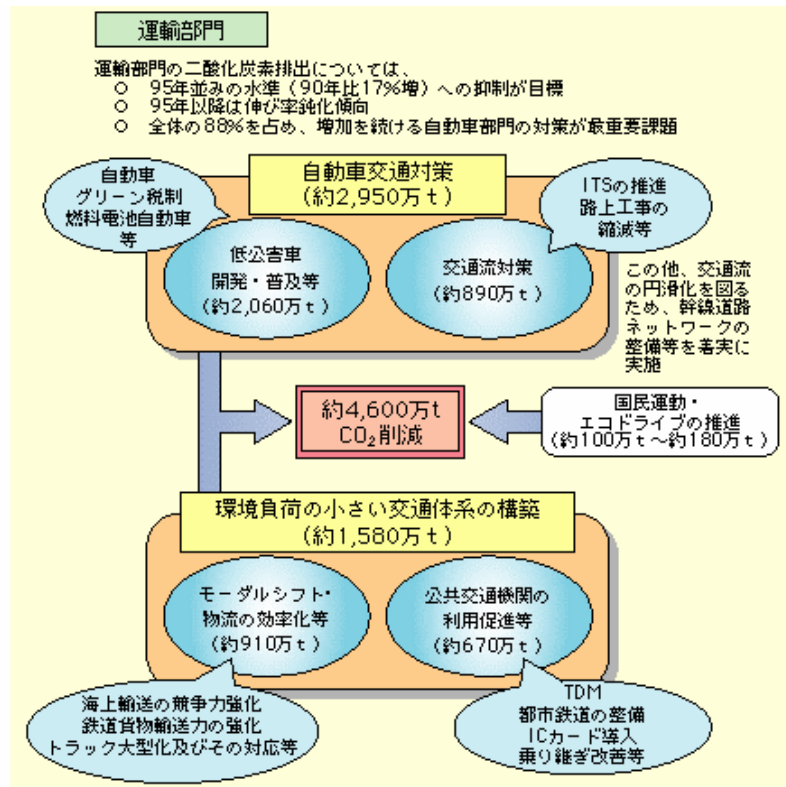 運輸部門
運輸部門の二酸化炭素排出については、
○ 95年並みの水準（90年比17%増）への抑制が目標
○ 95年以降は伸び率鈍化傾向
○ 全体の88%を占め、増加を続ける自動車部門の対策が最重要課題
自動車交通対策
(約2,950万ｔ)
自動車
グリーン税制
燃料電池自動車
等
ITSの推進
路上工事の
縮減等
低公害車
開発・普及等
(約2,060万ｔ)
交通流対策
(約890万ｔ)
この他、交通流
の円滑化を図る
ため、幹線道路
ネットワークの
整備等を着実に
実施
約4,600万t
CO₂削減
国民運動・
エコドライブの推進
(約100万ｔ～約180万ｔ)
環境負荷の小さい交通体系の構築
(約1,580万ｔ)
モーダルシフト・
物流の効率化等
(約910万ｔ)
公共交通機関の
利用促進等
(約670万ｔ)
海上輸送の競争力強化
鉄道貨物輸送力の強化
トラック大型化及びその対応等
TDM
都市鉄道の整備
ICカード導入
乗り継ぎ改善等